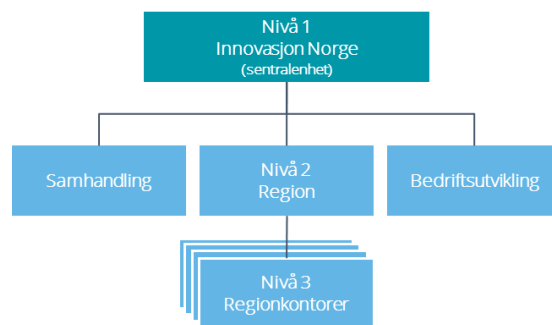 Nivå 1
Innovasjon Norge
(sentralenhet)
Samhandling
Nivå 2
Region
Bedriftsutvikling
Nivå 3
Regionkontorer